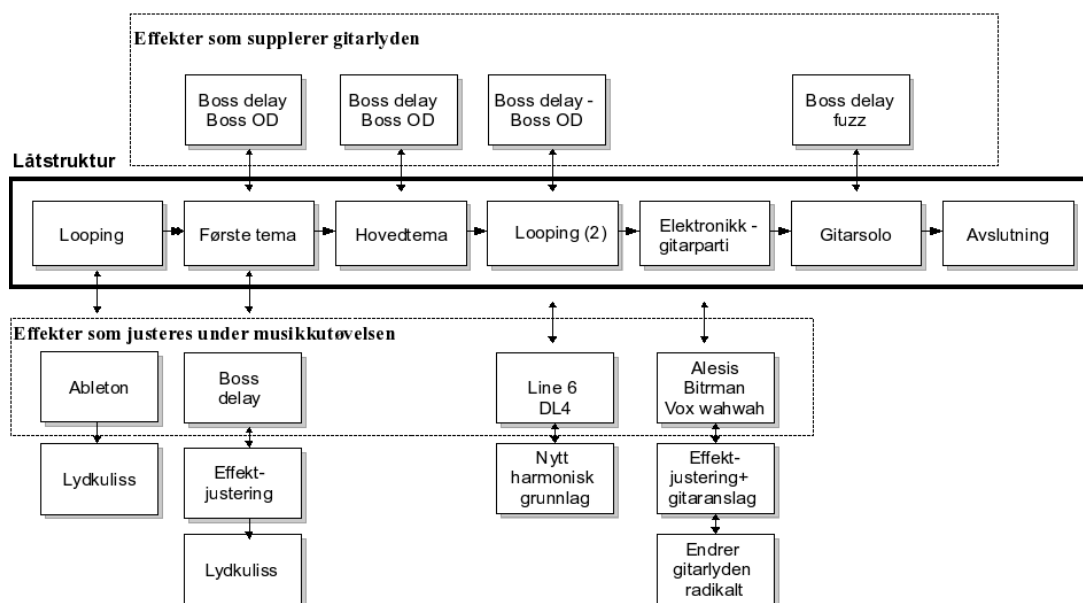 Effekter som supplerer gitarlyden
Boss delay
Boss OD
Boss delay
Boss OD
Boss delay -
Boss OD
Boss delay
fuzz
Låtstruktur
Looping
Første tema
Hovedtema
Looping (2)
Elektronikk -
gitarparti
Gitarsolo
Avslutning
Effekter som justeres under musikkutøvelsen
Ableton
Boss
delay
Line 6
DL4
Alesis
Bitrman
Vox wahwah
Lydkuliss
Effekt-
justering
Nytt
harmonisk
grunnlag
Effekt-
justering+
gitaranslag
Lydkuliss
Endrer
gitarlyden
radikalt